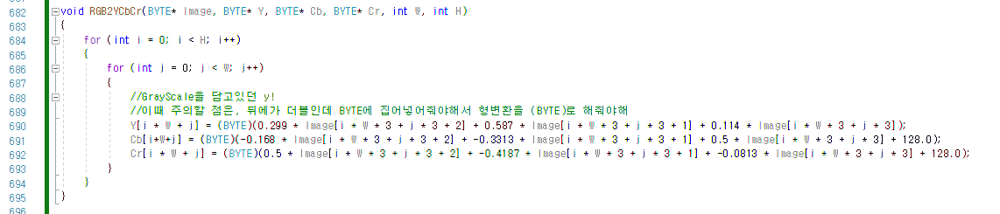 682 void RGB2YCbCr(BYTE* Image, BYTE* Y, BYTE* Cb, BYTE* Cr, int W, int H)
683 {
684 for (int i = 0; i < H; i++)
685 {
686 for (int j = 0; j < W; j++)
687 {
688 //GrayScale을 담고있던 y!
689 //이때 주의할 점은, 뒤에가 더블인데 BYTE에 집어넣어줘야해서 형변환을 (BYTE)로 해줘야해
690 Y[i * W + j] = (BYTE)(0.299 * Image[i * W * 3 + j * 3 + 2] + 0.587 * Image[i * W * 3 + j * 3 + 1] + 0.114 * Image[i * W * 3 + j * 3]);
691 Cb[i*W+j] = (BYTE)(-0.168 * Image[i * W * 3 + j * 3 + 2] + -0.3313 * Image[i * W * 3 + j * 3 + 1] + 0.5 * Image[i * W * 3 + j * 3] + 128.0);
692 Cr[i * W + j] = (BYTE)(0.5 * Image[i * W * 3 + j * 3 + 2] + -0.4187 * Image[i * W * 3 + j * 3 + 1] + -0.0813 * Image[i * W * 3 + j * 3] + 128.0);
693 }
694 }
695 }